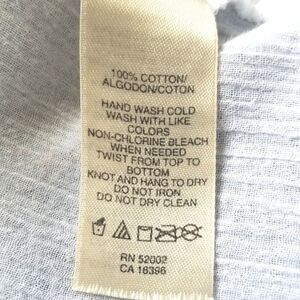 100% COTTON/
ALGODON/COTON
HAND WASH COLD
WASH WITH LIKE
COLORS
NON-CHLORINE BLEACH
WHEN NEEDED
TWIST FROM TOP TO
BOTTOM
KNOT AND HANG TO DRY
DO NOT IRON
DO NOT DRY CLEAN
RN 52002
CA 16396